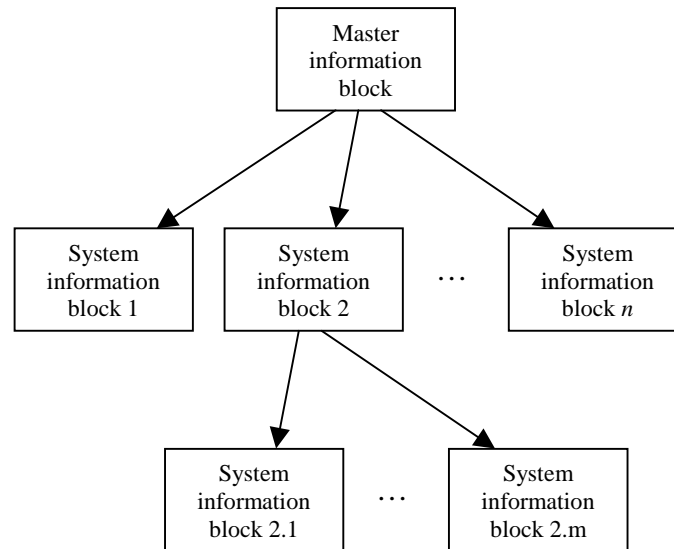 Master
information
block
System
information
block 1
System
information
block 2
…
System
information
block n
System
information
block 2.1
…
System
information
block 2.m